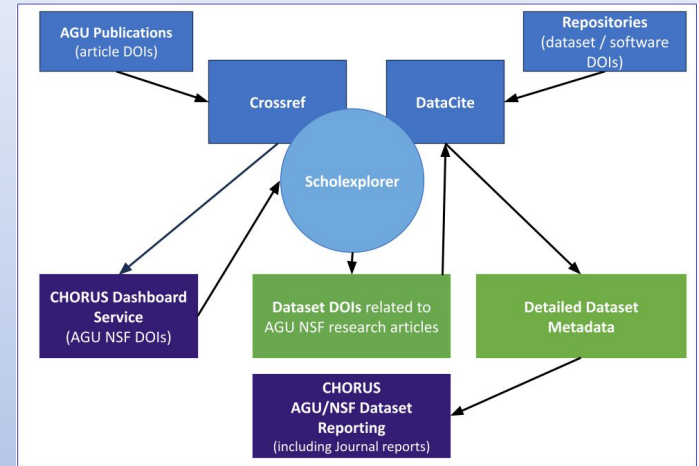 AGU Publications
(article DOIs)
Repositories
(dataset / software
DOIs)
Crossref
DataCite
Scholexplorer
CHORUS Dashboard
Service
(AGU NSF DOIs)
Dataset DOIs related to
AGU NSF research articles
Detailed Dataset
Metadata
CHORUS
AGU/NSF Dataset
Reporting
(including Journal reports)